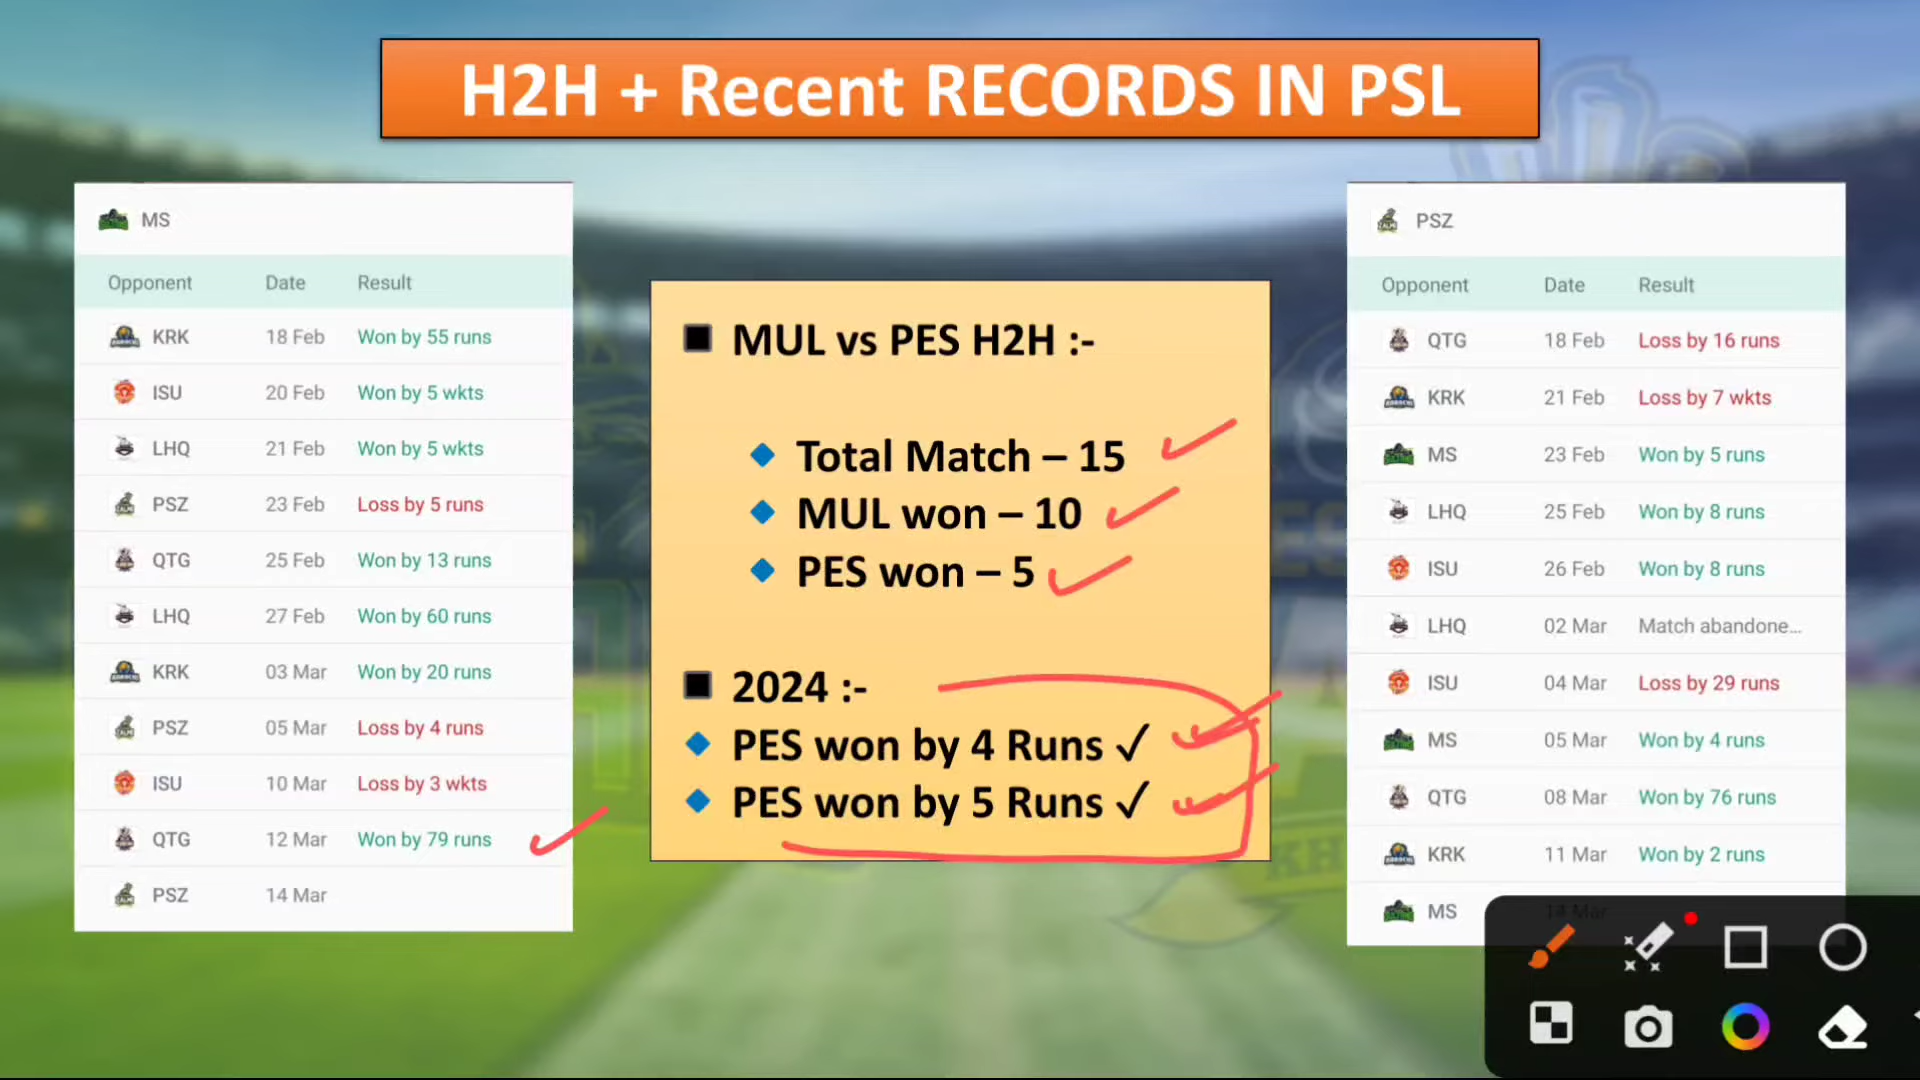 H2H + Recent RECORDS IN PSL
MS
Opponent Date Result
KRK 18 Feb Won by 55 runs
ISU 20 Feb Won by 5 wkts
LHQ 21 Feb Won by 5 wkts
PSZ 23 Feb Loss by 5 runs
QTG 25 Feb Won by 13 runs
LHQ 27 Feb Won by 60 runs
KRK 03 Mar Won by 20 runs
PSZ 05 Mar Loss by 4 runs
ISU 10 Mar Loss by 3 wkts
QTG 12 Mar Won by 79 runs
PSZ 14 Mar
MUL vs PES H2H :-
Total Match – 15
MUL won – 10
PES won – 5
2024 :-
PES won by 4 Runs ✓
PES won by 5 Runs ✓
PSZ
Opponent Date Result
QTG 18 Feb Loss by 16 runs
KRK 21 Feb Loss by 7 wkts
MS 23 Feb Won by 5 runs
LHQ 25 Feb Won by 8 runs
ISU 26 Feb Won by 8 runs
LHQ 02 Mar Match abandone...
ISU 04 Mar Loss by 29 runs
MS 05 Mar Won by 4 runs
QTG 08 Mar Won by 76 runs
KRK 11 Mar Won by 2 runs
MS 14 Mar